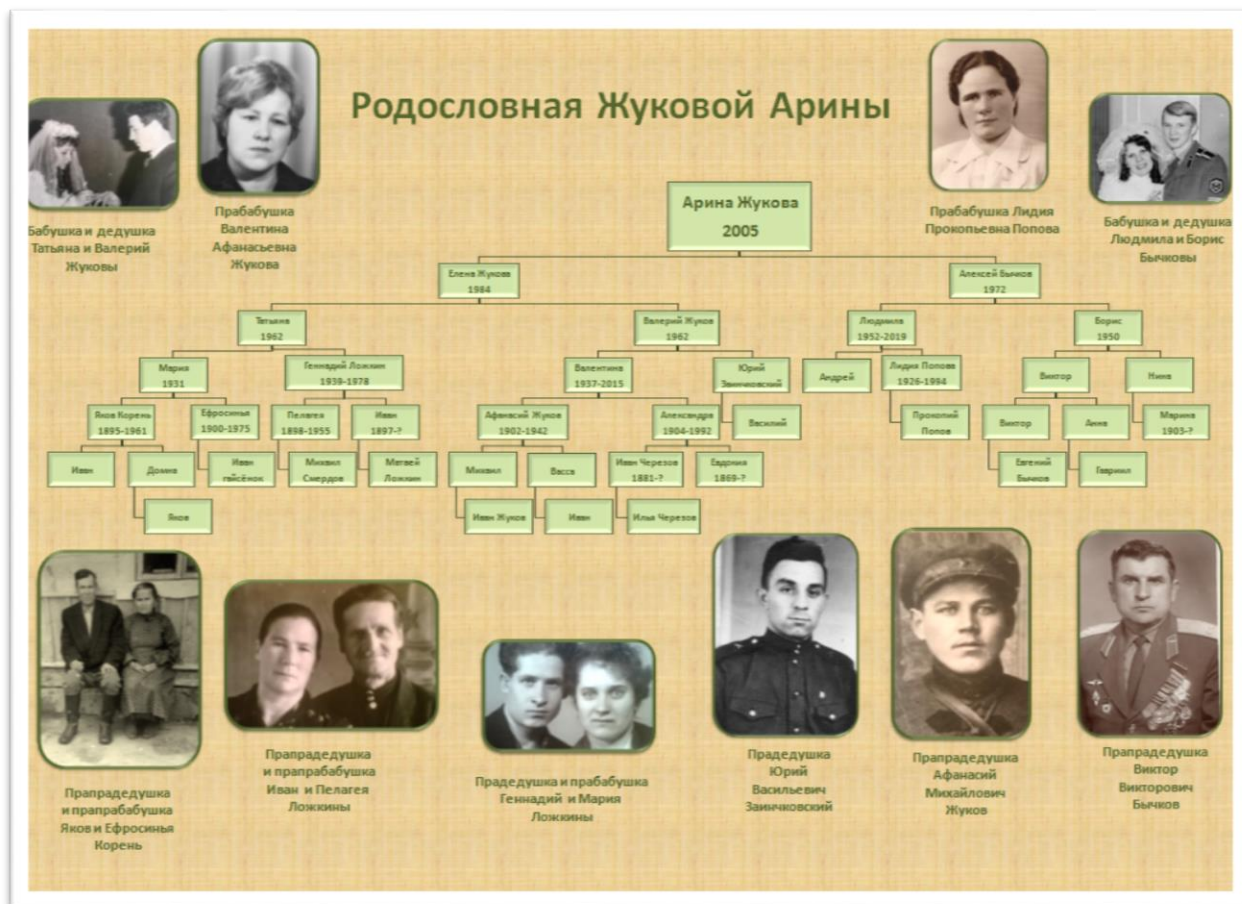 Родословная Жуковой Арины
Бабушка и дедушка
Татьяна и Валерий
Жуковы
Прабабушка
Валентина
Афанасьевна
Жукова
Прабабушка Лидия
Прокопьевна Попова
Бабушка и дедушка
Людмила и Борис
Бычковы
Арина Жукова
2005
Елена Жукова
1984
Алексей Бычков
1972
Татьяна
1962
Валерий Жуков
1962
Людмила
1952-2019
Борис
1950
Мария
1931
Геннадий Ложкин
1939-1978
Валентина
1937-2015
Юрий
Заинчковский
Андрей
Лидия Попова
1926-1994
Виктор
Нина
Яков Корень
1895-1961
Ефросинья
1900-1975
Пелагея
1898-1955
Иван
1897-?
Афанасий Жуков
1902-1942
Александра
1904-1992
Василий
Прокопий
Попов
Виктор
Анна
Марина
1903-?
Иван
Домна
Иван
гайсёнок
Михаил
Смердов
Матвей
Ложкин
Михаил
Васса
Иван Черезов
1881-?
Евдокия
1869-?
Евгений
Бычков
Гавриил
Яков
Иван Жуков
Иван
Илья Черезов
Прапрадедушка
и прапрабабушка
Яков и Ефросинья
Корень
Прапрадедушка
и прапрабабушка
Иван и Пелагея
Ложкины
Прадедушка и прабабушка
Геннадий и Мария
Ложкины
Прадедушка
Юрий
Васильевич
Заинчковский
Прапрадедушка
Афанасий
Михайлович
Жуков
Прапрадедушка
Виктор
Викторович
Бычков